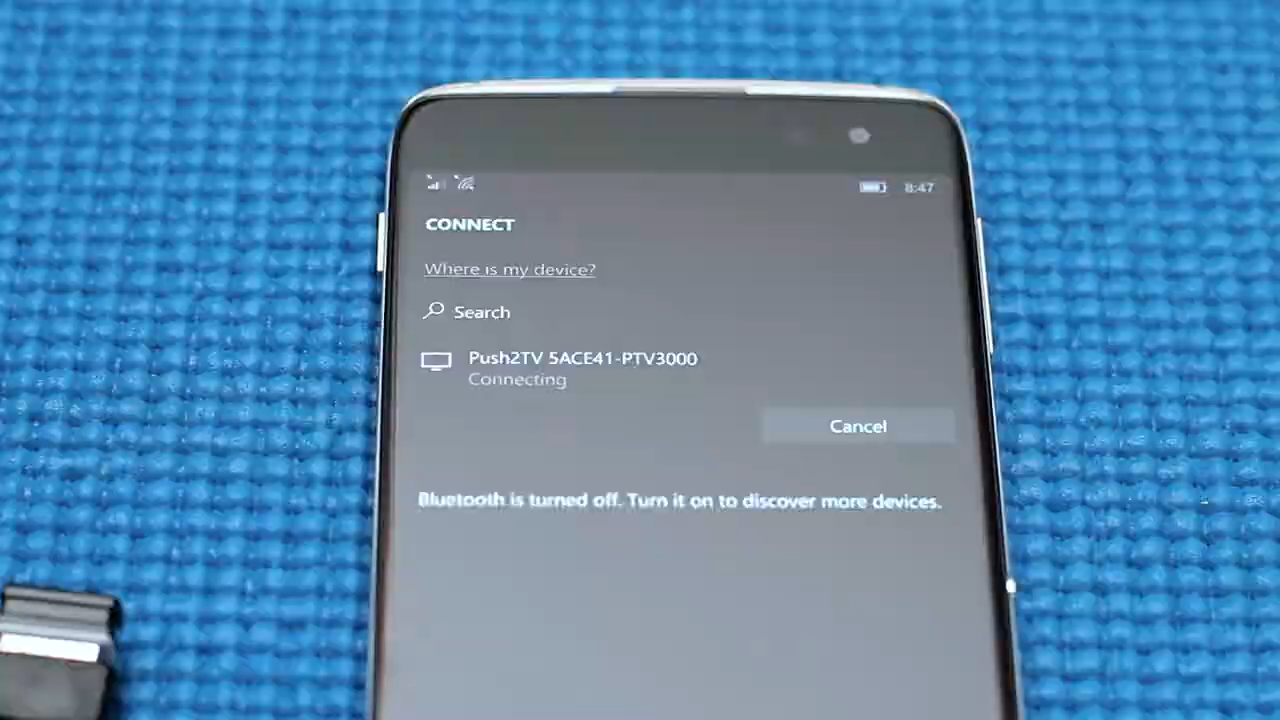 8:47
CONNECT
Where is my device?
Search
Push2TV 5ACE41-PTV3000
Connecting
Cancel
Bluetooth is turned off. Turn it on to discover more devices.